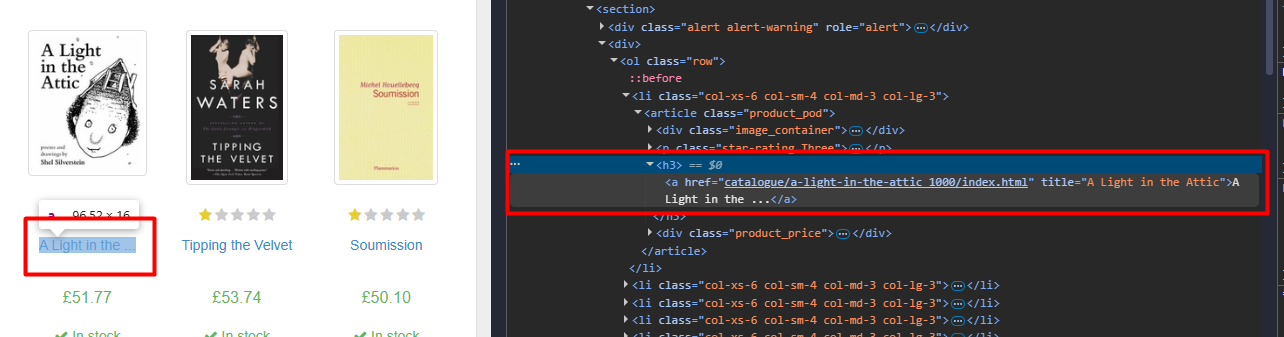 A Light
in the
Attic
poems and
drawings by
Shel Silverstein
SARAH
WATERS
TIPPING
THE VELVET
Michel Houellebecq
Soumission
Flammarion
a 96.52 × 16
A Light in the ...
Tipping the Velvet
Soumission
£51.77
£53.74
£50.10
In stock
In stock
In stock
<section>
<div class="alert alert-warning" role="alert"> … </div>
<div>
<ol class="row">
::before
<li class="col-xs-6 col-sm-4 col-md-3 col-lg-3">
<article class="product_pod">
<div class="image_container"> … </div>
<p class="star-rating Three"> … </p>
… <h3> == $0
<a href="catalogue/a-light-in-the-attic_1000/index.html" title="A Light in the Attic">A
Light in the ...</a>
</h3>
<div class="product_price"> … </div>
</article>
</li>
<li class="col-xs-6 col-sm-4 col-md-3 col-lg-3"> … </li>
<li class="col-xs-6 col-sm-4 col-md-3 col-lg-3"> … </li>
<li class="col-xs-6 col-sm-4 col-md-3 col-lg-3"> … </li>
<li class="col-xs-6 col-sm-4 col-md-3 col-lg-3"> … </li>